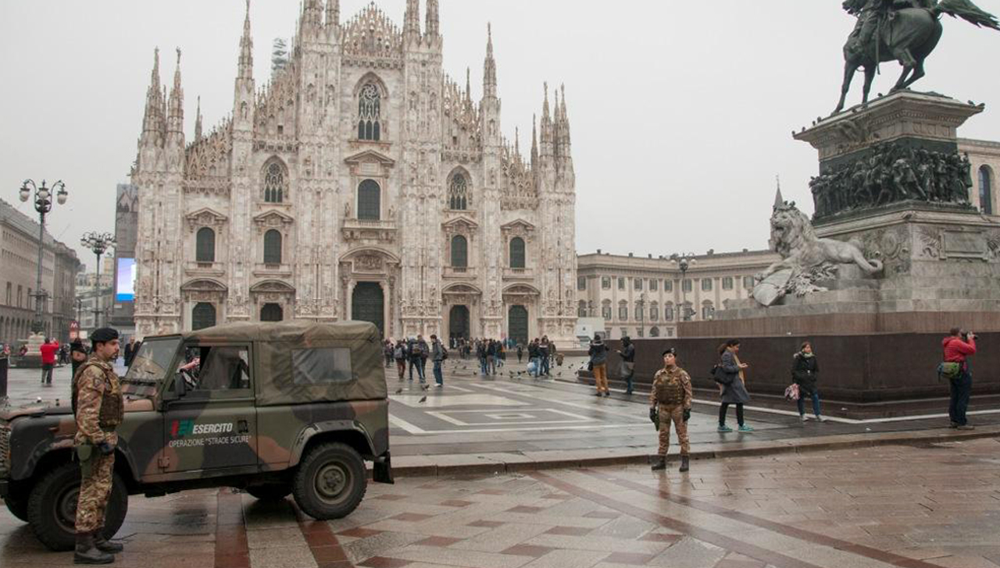 ESERCITO
OPERAZIONE "STRADE SICURE"
M